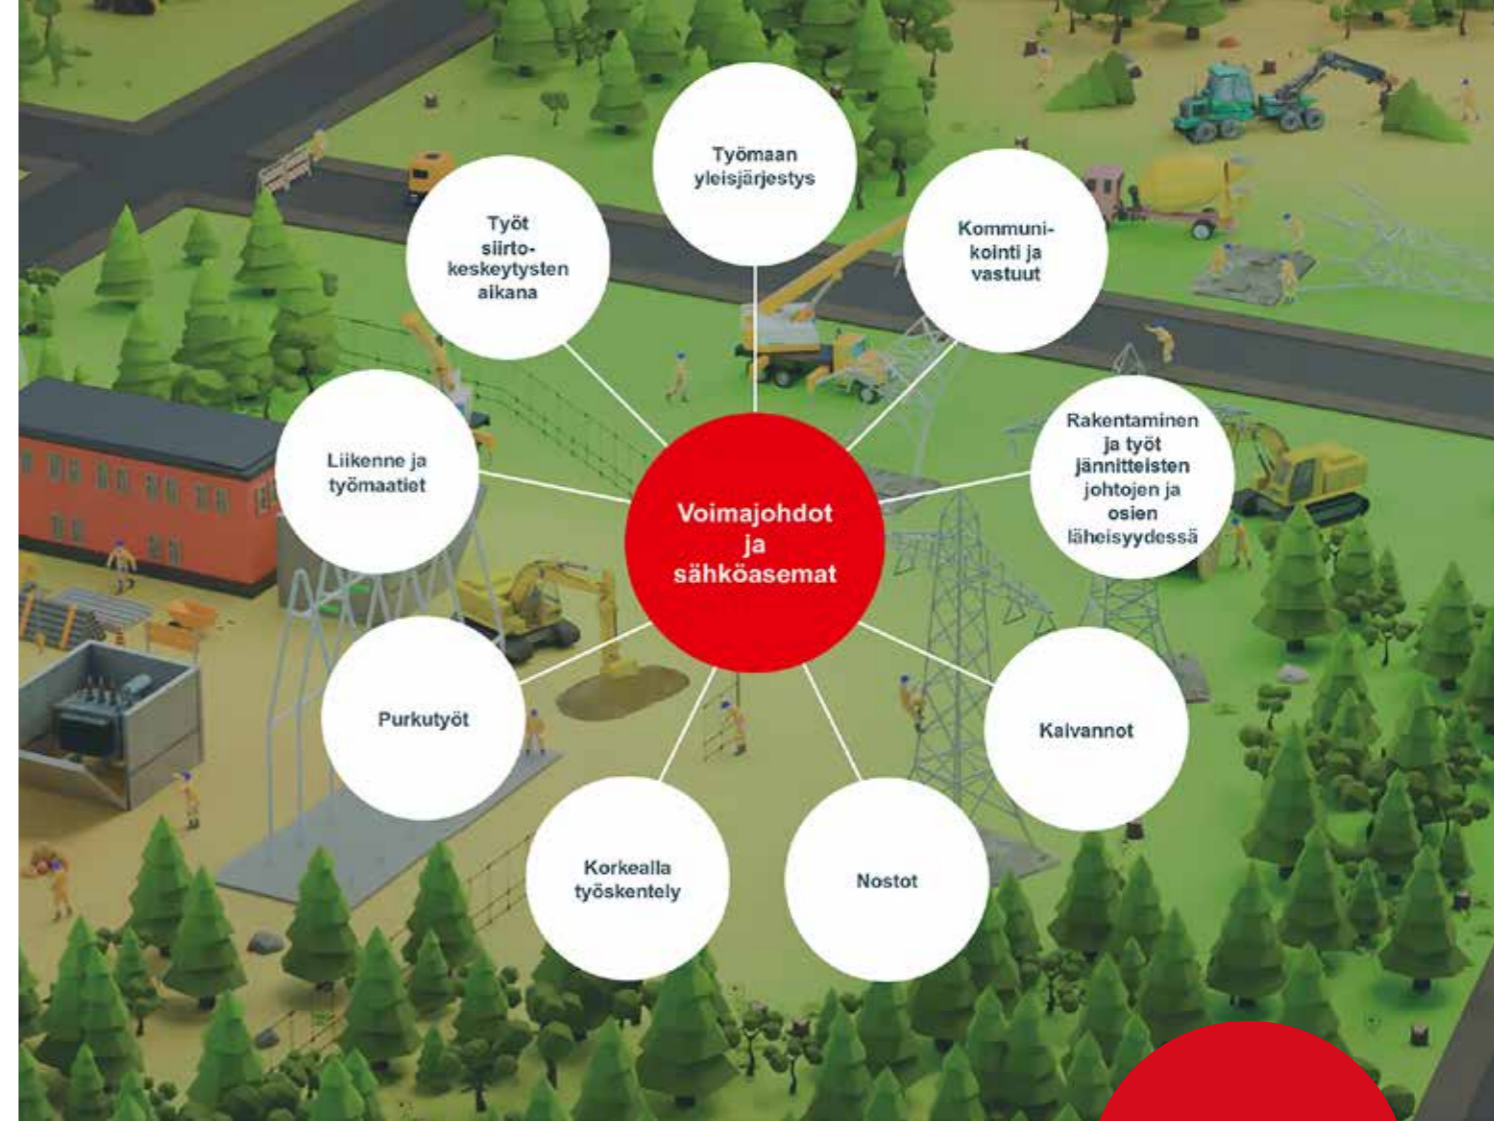 Työmaan
yleisjärjestys
Kommuni-
kointi ja
vastuut
Rakentaminen
ja työt
jännitteisten
johtojen ja
osien
läheisyydessä
Kaivannot
Nostot
Korkealla
työskentely
Purkutyöt
Liikenne ja
työmaatiet
Työt
siirto-
keskeytysten
aikana
Voimajohdot
ja
sähköasemat